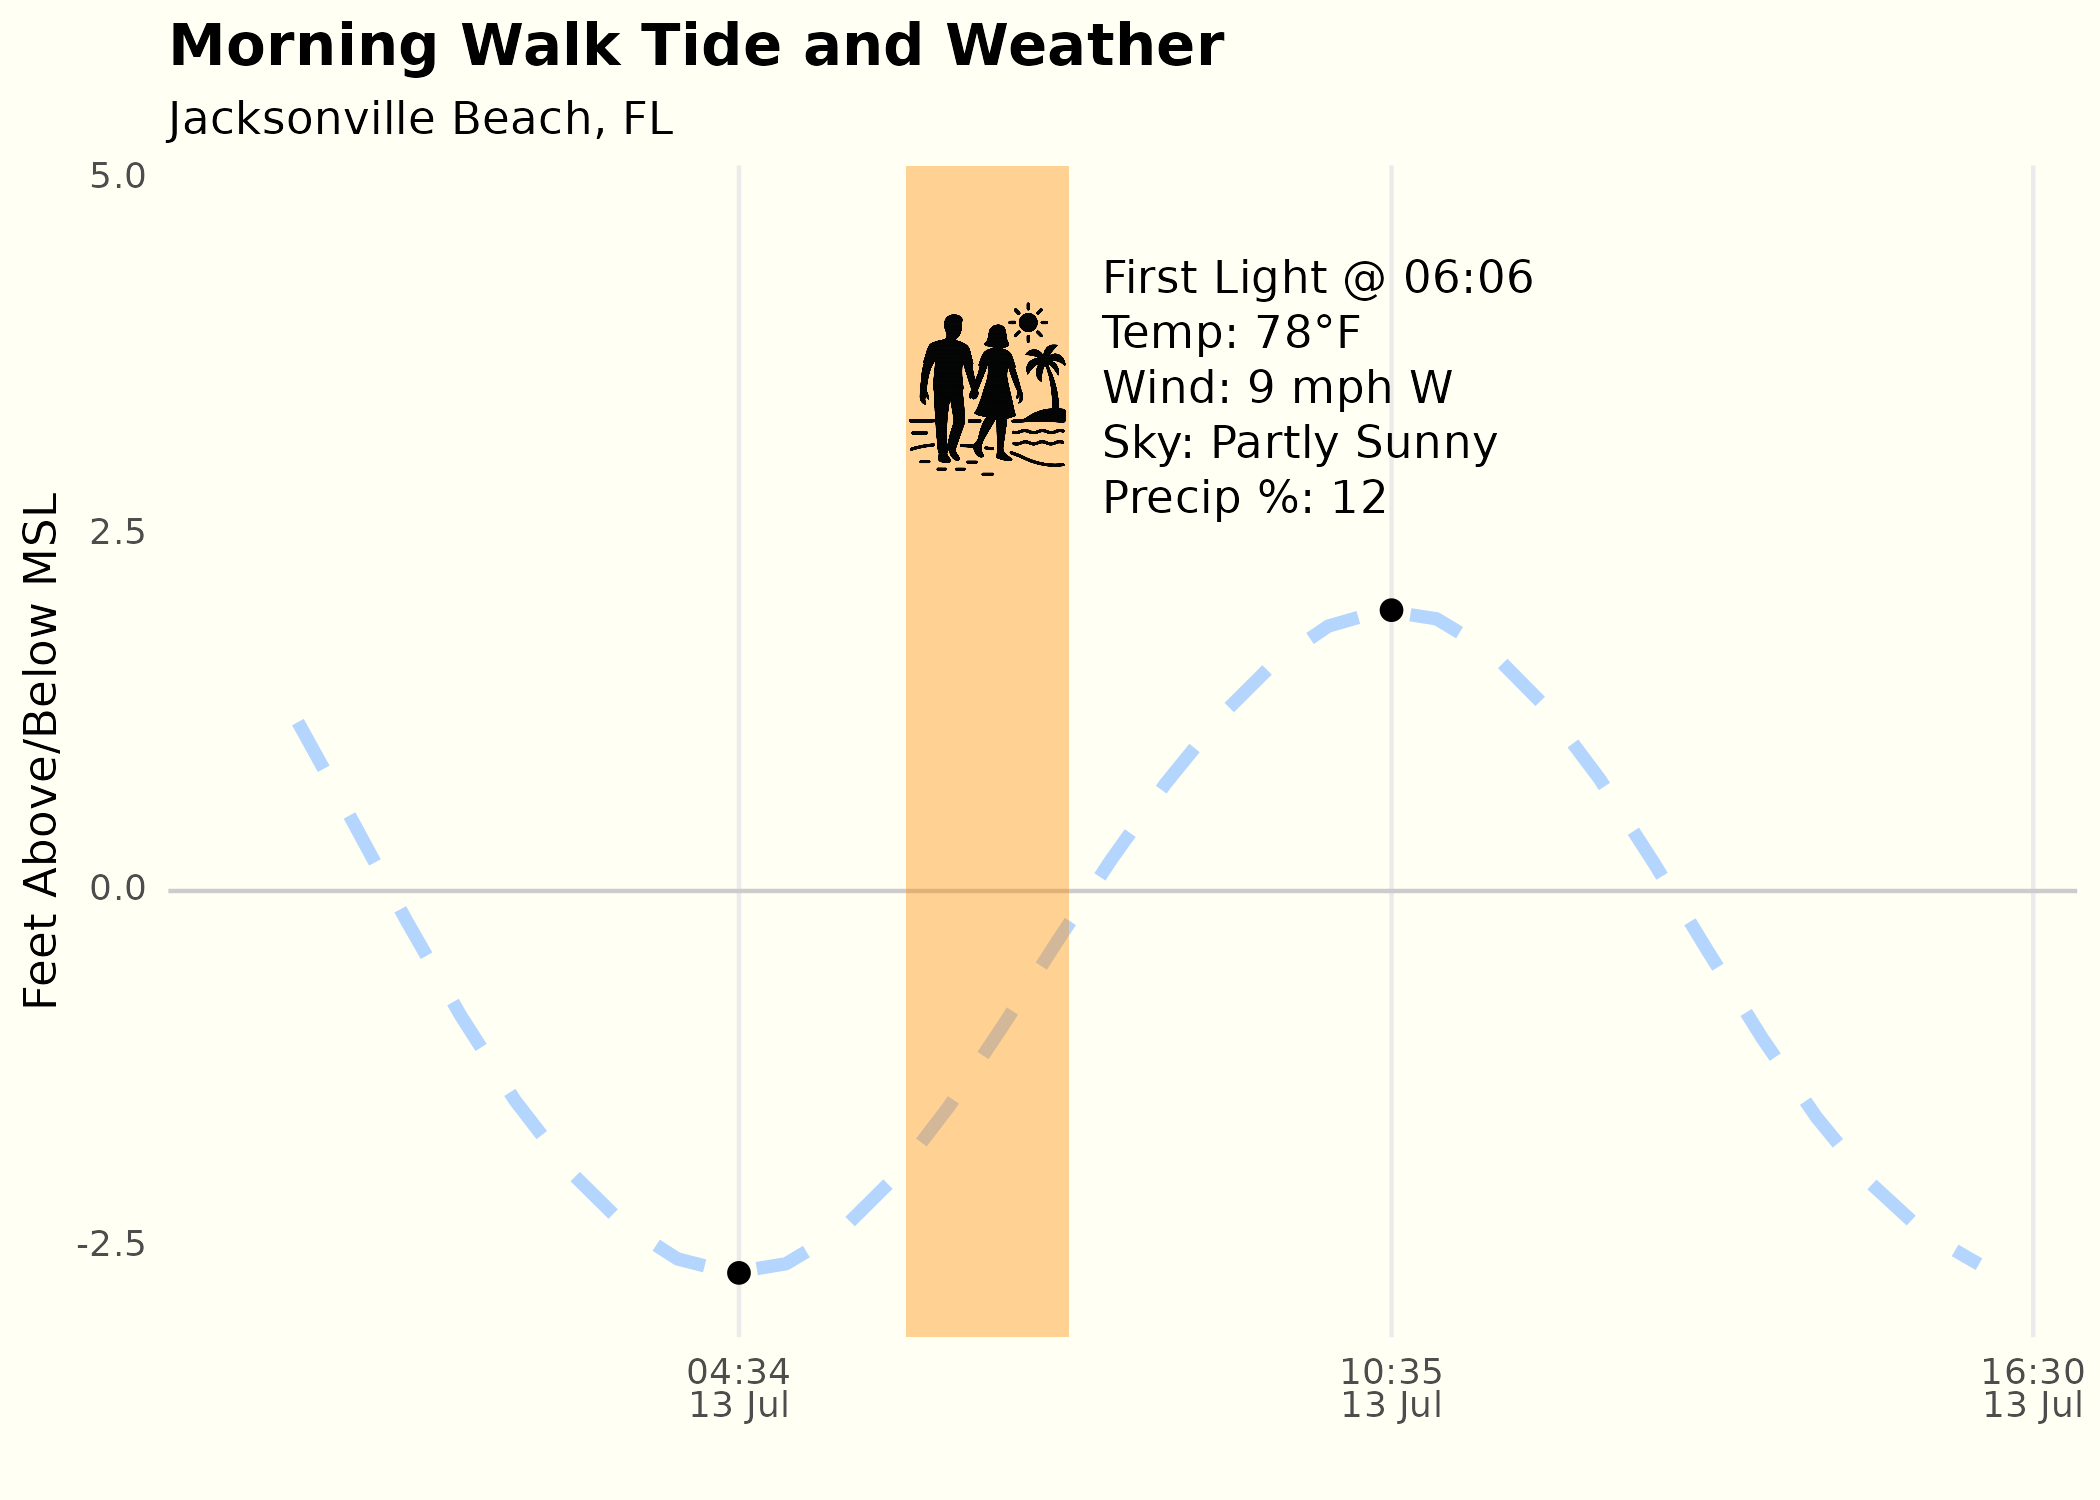 Morning Walk Tide and Weather
Jacksonville Beach, FL
Feet Above/Below MSL
5.0
2.5
0.0
-2.5
First Light @ 06:06
Temp: 78°F
Wind: 9 mph W
Sky: Partly Sunny
Precip %: 12
04:34
13 Jul
10:35
13 Jul
16:30
13 Jul